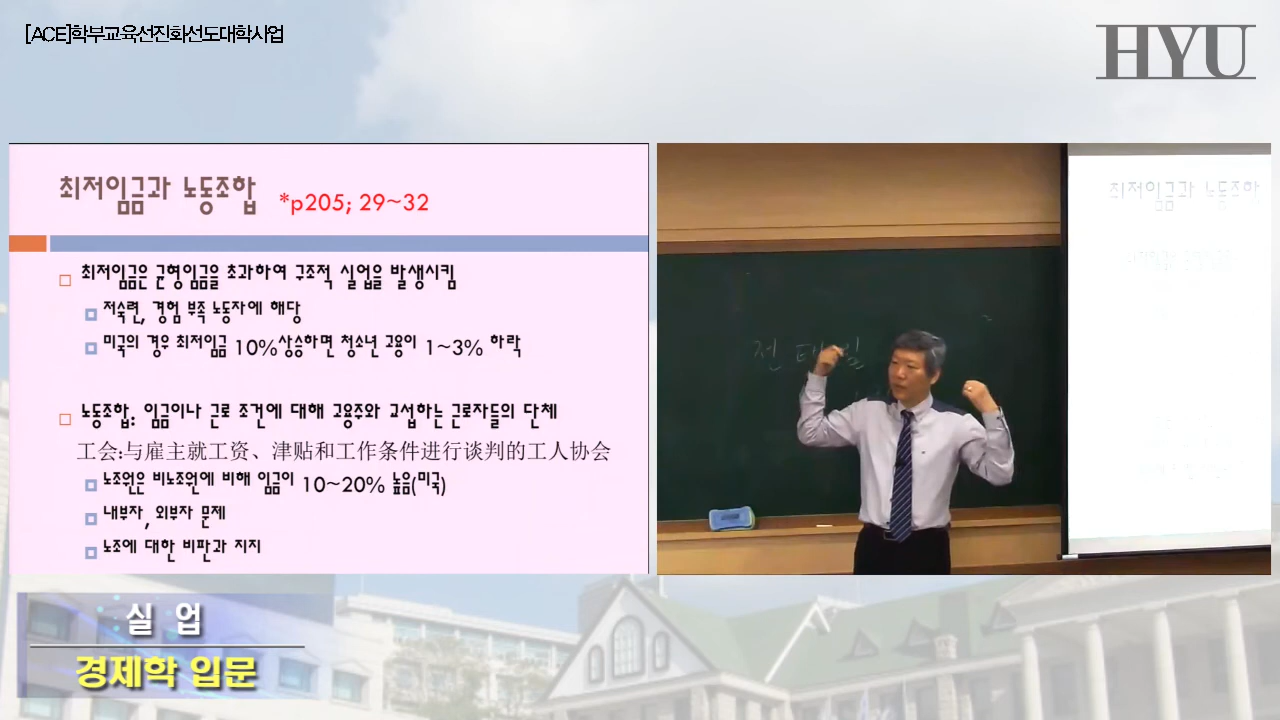 [ACE]학부교육선진화선도대학사업
HYU
최저임금과 노동조합 *p205; 29~32
최저임금은 균형임금을 초과하여 구조적 실업을 발생시킴
저숙련, 경험 부족 노동자에 해당
미국의 경우 최저임금 10%상승하면 청소년 고용이 1~3% 하락
노동조합: 임금이나 근로 조건에 대해 고용주와 교섭하는 근로자들의 단체
工会:与雇主就工资、津贴和工作条件进行谈判的工人协会
노조원은 비노조원에 비해 임금이 10~20% 높음(미국)
내부자, 외부자 문제
노조에 대한 비판과 지지
전 태 일
최저임금과 노동조합
실 업
경제학 입문